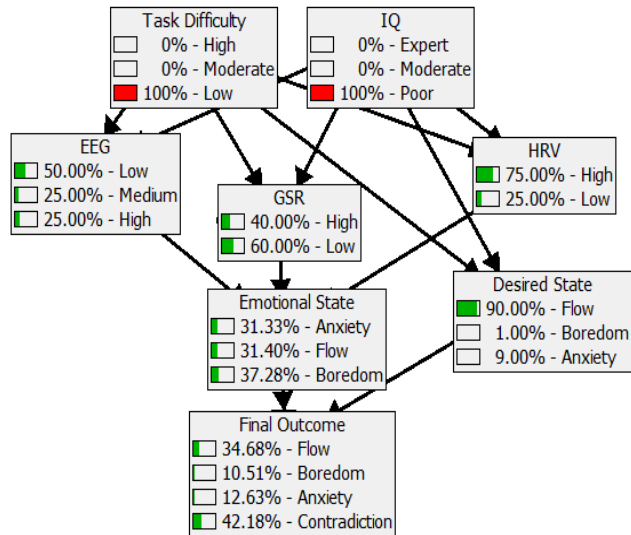 Task Difficulty
0% - High
0% - Moderate
100% - Low
IQ
0% - Expert
0% - Moderate
100% - Poor
EEG
50.00% - Low
25.00% - Medium
25.00% - High
GSR
40.00% - High
60.00% - Low
HRV
75.00% - High
25.00% - Low
Emotional State
31.33% - Anxiety
31.40% - Flow
37.28% - Boredom
Desired State
90.00% - Flow
1.00% - Boredom
9.00% - Anxiety
Final Outcome
34.68% - Flow
10.51% - Boredom
12.63% - Anxiety
42.18% - Contradiction